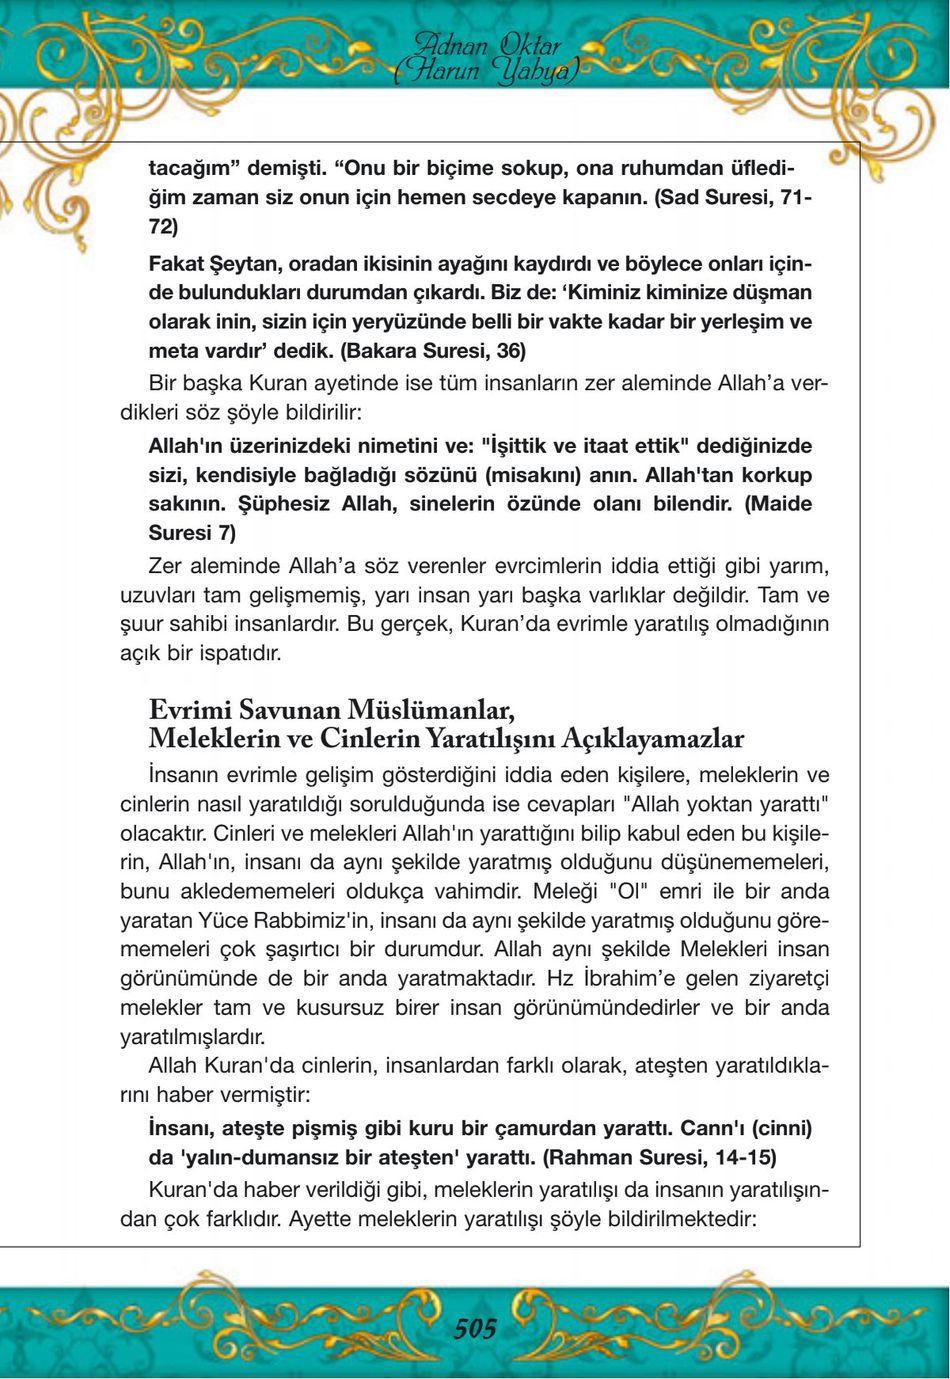 Adnan Oktar
(Harun Yahya)
tacağım” demişti. “Onu bir biçime sokup, ona ruhumdan üfledi-
ğim zaman siz onun için hemen secdeye kapanın. (Sad Suresi, 71-
72)
Fakat Şeytan, oradan ikisinin ayağını kaydırdı ve böylece onları için-
de bulundukları durumdan çıkardı. Biz de: ‘Kiminiz kiminize düşman
olarak inin, sizin için yeryüzünde belli bir vakte kadar bir yerleşim ve
meta vardır’ dedik. (Bakara Suresi, 36)
Bir başka Kuran ayetinde ise tüm insanların zer aleminde Allah’a ver-
dikleri söz şöyle bildirilir:
Allah'ın üzerinizdeki nimetini ve: "İşittik ve itaat ettik" dediğinizde
sizi, kendisiyle bağladığı sözünü (misakını) anın. Allah'tan korkup
sakının. Şüphesiz Allah, sinelerin özünde olanı bilendir. (Maide
Suresi 7)
Zer aleminde Allah’a söz verenler evrcimlerin iddia ettiği gibi yarım,
uzuvları tam gelişmemiş, yarı insan yarı başka varlıklar değildir. Tam ve
şuur sahibi insanlardır. Bu gerçek, Kuran’da evrimle yaratılış olmadığının
açık bir ispatıdır.
Evrimi Savunan Müslümanlar,
Meleklerin ve Cinlerin Yaratılışını Açıklayamazlar
İnsanın evrimle gelişim gösterdiğini iddia eden kişilere, meleklerin ve
cinlerin nasıl yaratıldığı sorulduğunda ise cevapları "Allah yoktan yarattı"
olacaktır. Cinleri ve melekleri Allah'ın yarattığını bilip kabul eden bu kişile-
rin, Allah'ın, insanı da aynı şekilde yaratmış olduğunu düşünememeleri,
bunu akledememeleri oldukça vahimdir. Meleği "Ol" emri ile bir anda
yaratan Yüce Rabbimiz'in, insanı da aynı şekilde yaratmış olduğunu göre-
memeleri çok şaşırtıcı bir durumdur. Allah aynı şekilde Melekleri insan
görünümünde de bir anda yaratmaktadır. Hz İbrahim’e gelen ziyaretçi
melekler tam ve kusursuz birer insan görünümündedirler ve bir anda
yaratılmışlardır.
Allah Kuran'da cinlerin, insanlardan farklı olarak, ateşten yaratıldıkla-
rını haber vermiştir:
İnsanı, ateşte pişmiş gibi kuru bir çamurdan yarattı. Cann'ı (cinni)
da 'yalın-dumansız bir ateşten' yarattı. (Rahman Suresi, 14-15)
Kuran'da haber verildiği gibi, meleklerin yaratılışı da insanın yaratılışın-
dan çok farklıdır. Ayette meleklerin yaratılışı şöyle bildirilmektedir:
505